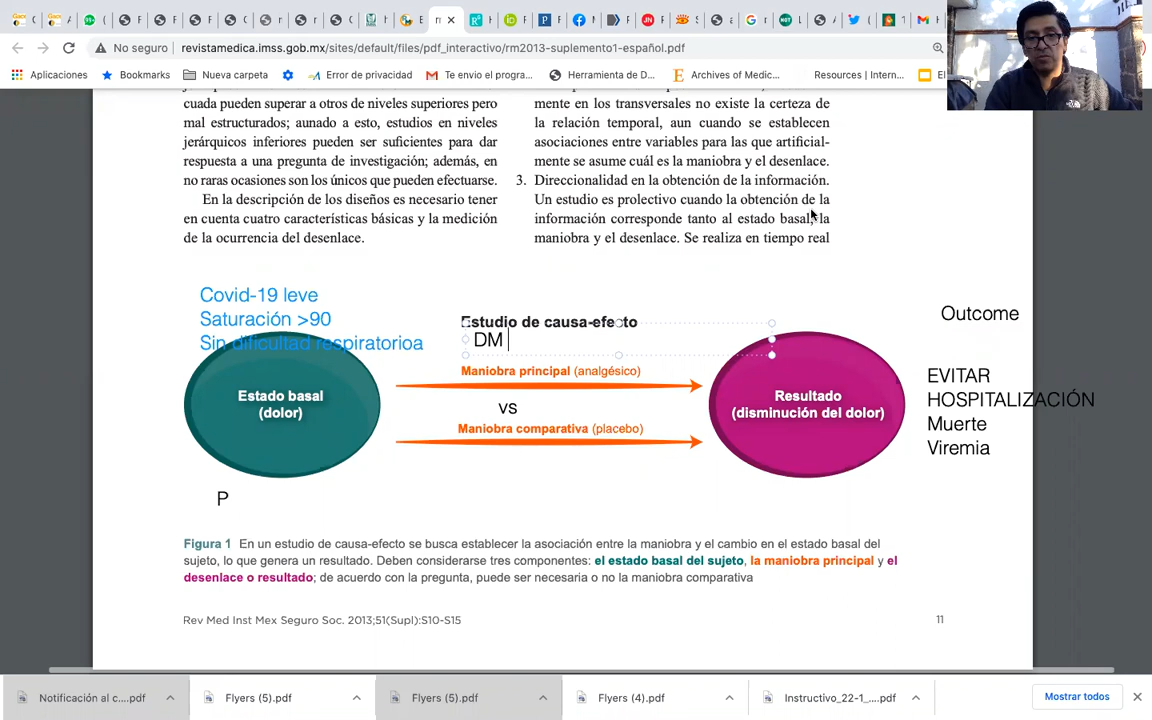 No seguro
revistamedica.imss.gob.mx/sites/default/files/pdf_interactivo/rm2013-suplemento1-español.pdf
Aplicaciones
Bookmarks
Nueva carpeta
Error de privacidad
Te envio el progra...
Herramienta de D...
Archives of Medic...
Resources | Intern...
El
cuada pueden superar a otros de niveles superiores pero
mal estructurados; aunado a esto, estudios en niveles
jerárquicos inferiores pueden ser suficientes para dar
respuesta a una pregunta de investigación; además, en
no raras ocasiones son los únicos que pueden efectuarse.
En la descripción de los diseños es necesario tener
en cuenta cuatro características básicas y la medición
de la ocurrencia del desenlace.
mente en los transversales no existe la certeza de
la relación temporal, aun cuando se establecen
asociaciones entre variables para las que artificial-
mente se asume cuál es la maniobra y el desenlace.
3. Direccionalidad en la obtención de la información.
Un estudio es prolectivo cuando la obtención de la
información corresponde tanto al estado basal, la
maniobra y el desenlace. Se realiza en tiempo real
Covid-19 leve
Saturación >90
Sin dificultad respiratorioa
Estudio de causa-efecto
DM
Outcome
Estado basal
(dolor)
Maniobra principal (analgésico)
vs
Maniobra comparativa (placebo)
Resultado
(disminución del dolor)
EVITAR
HOSPITALIZACIÓN
Muerte
Viremia
P
Figura 1 En un estudio de causa-efecto se busca establecer la asociación entre la maniobra y el cambio en el estado basal del
sujeto, lo que genera un resultado. Deben considerarse tres componentes: el estado basal del sujeto, la maniobra principal y el
desenlace o resultado; de acuerdo con la pregunta, puede ser necesaria o no la maniobra comparativa
Rev Med Inst Mex Seguro Soc. 2013;51(Supl):S10-S15
11
Notificación al c....pdf
Flyers (5).pdf
Flyers (5).pdf
Flyers (4).pdf
Instructivo_22-1_....pdf
Mostrar todos